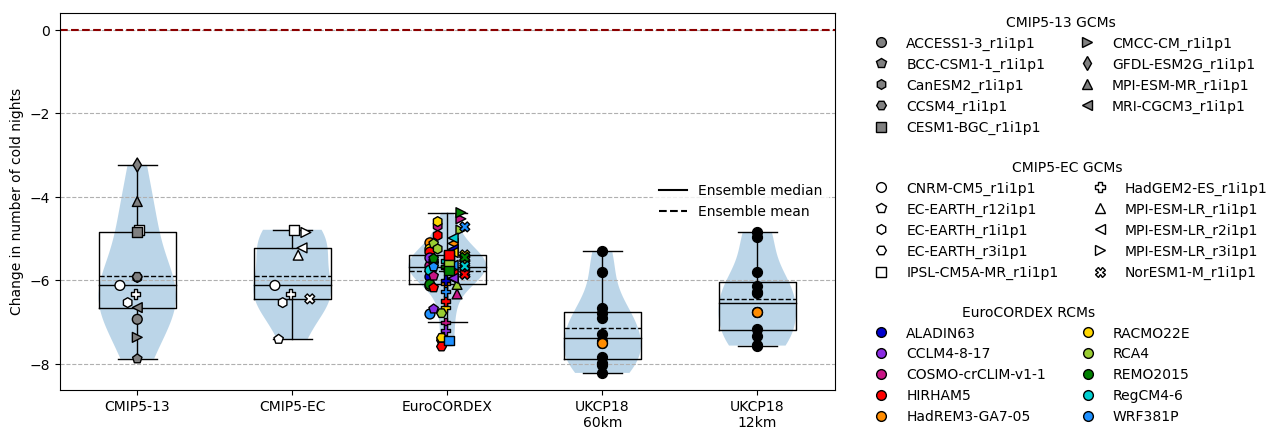 Change in number of cold nights
0
−2
−4
−6
−8
Ensemble median
Ensemble mean
CMIP5-13
CMIP5-EC
EuroCORDEX
UKCP18
60km
UKCP18
12km
CMIP5-13 GCMs
ACCESS1-3_r1i1p1
BCC-CSM1-1_r1i1p1
CanESM2_r1i1p1
CCSM4_r1i1p1
CESM1-BGC_r1i1p1
CMCC-CM_r1i1p1
GFDL-ESM2G_r1i1p1
MPI-ESM-MR_r1i1p1
MRI-CGCM3_r1i1p1
CMIP5-EC GCMs
CNRM-CM5_r1i1p1
EC-EARTH_r12i1p1
EC-EARTH_r1i1p1
EC-EARTH_r3i1p1
IPSL-CM5A-MR_r1i1p1
HadGEM2-ES_r1i1p1
MPI-ESM-LR_r1i1p1
MPI-ESM-LR_r2i1p1
MPI-ESM-LR_r3i1p1
NorESM1-M_r1i1p1
EuroCORDEX RCMs
ALADIN63
CCLM4-8-17
COSMO-crCLIM-v1-1
HIRHAM5
HadREM3-GA7-05
RACMO22E
RCA4
REMO2015
RegCM4-6
WRF381P